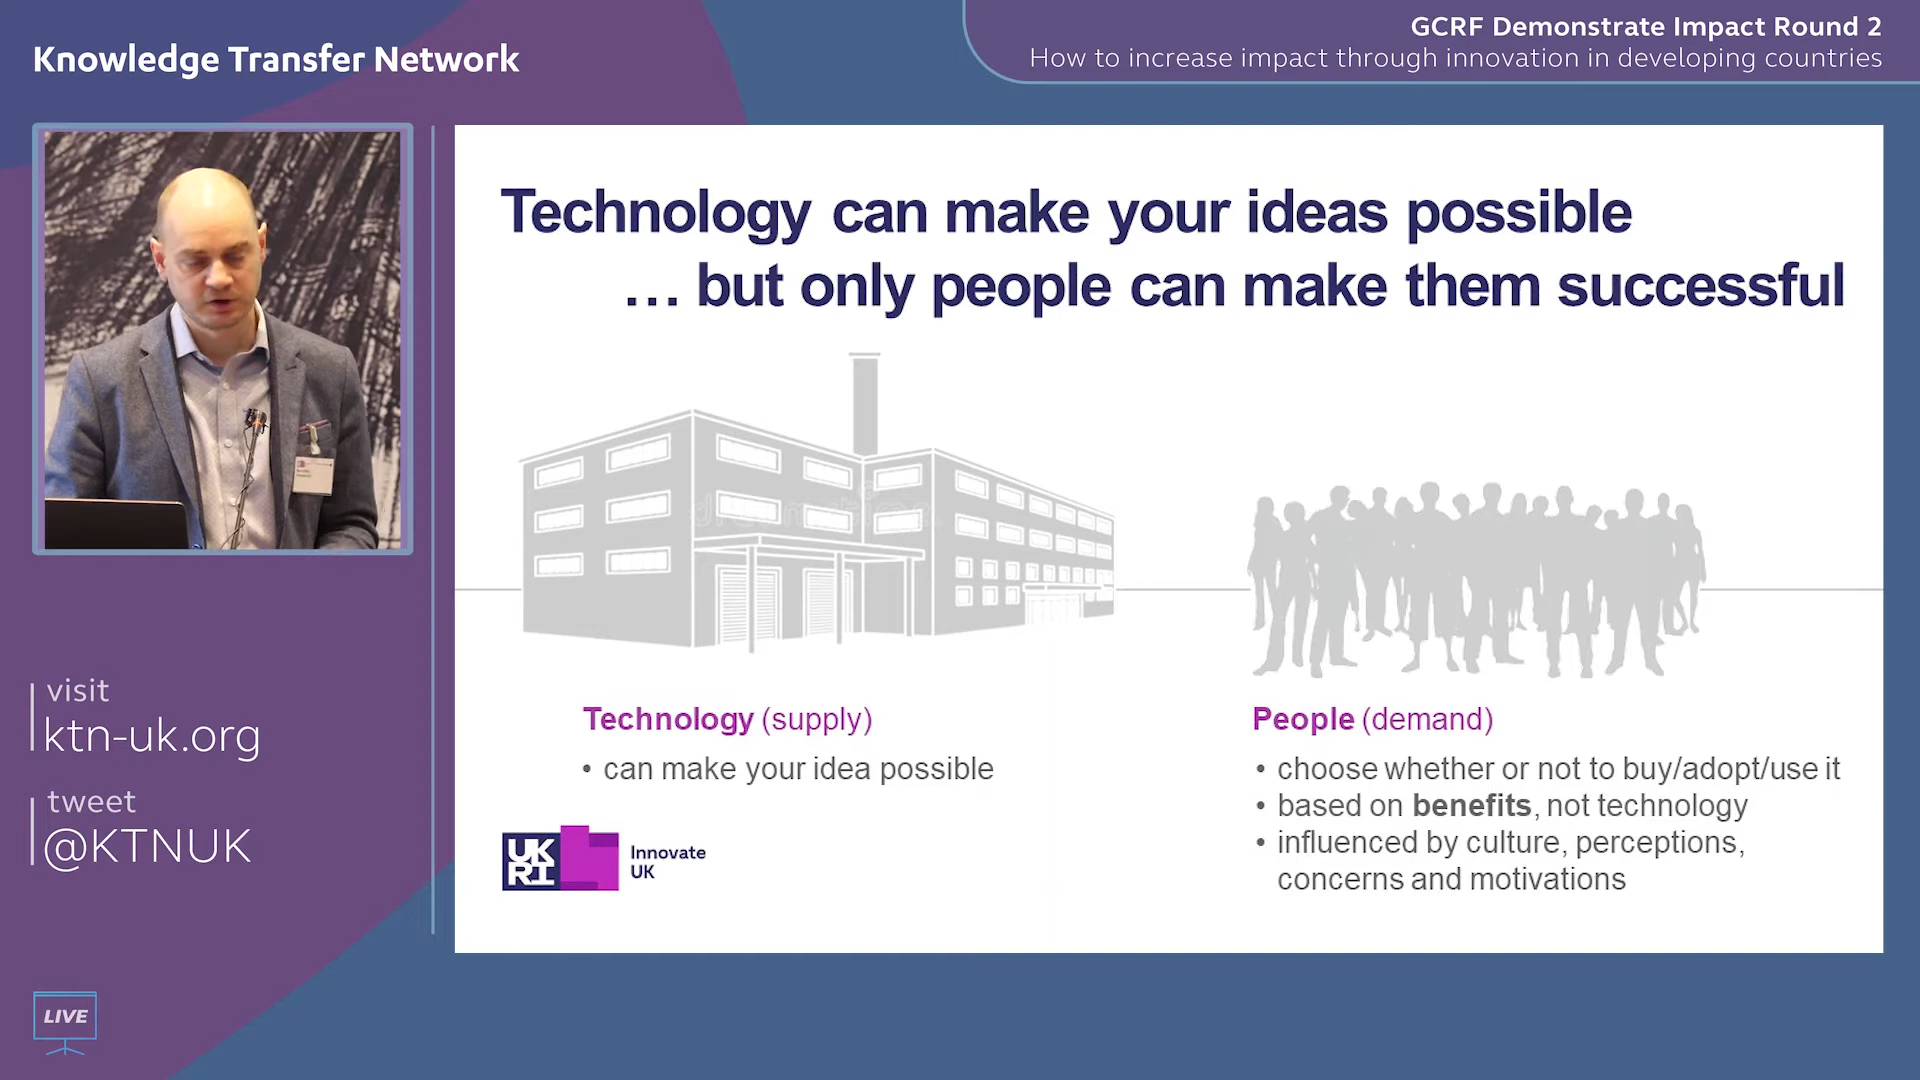 Knowledge Transfer Network
GCRF Demonstrate Impact Round 2
How to increase impact through innovation in developing countries
Technology can make your ideas possible
... but only people can make them successful
Technology (supply)
• can make your idea possible
People (demand)
• choose whether or not to buy/adopt/use it
• based on benefits, not technology
• influenced by culture, perceptions,
concerns and motivations
UK
RI
Innovate
UK
visit
ktn-uk.org
tweet
@KTNUK
LIVE